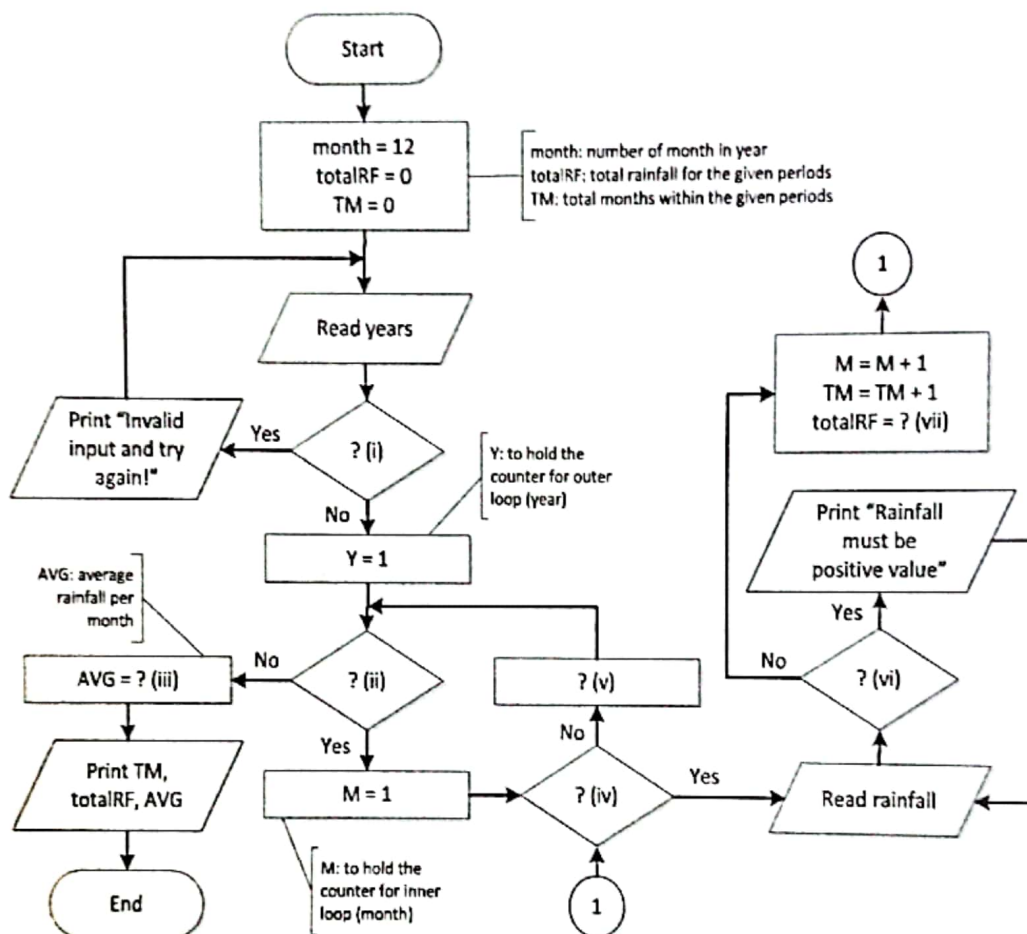 Start
month = 12
totalRF = 0
TM = 0
month: number of month in year
totalRF: total rainfall for the given periods
TM: total months within the given periods
Read years
Print "Invalid
input and try
again!"
Yes
? (i)
No
Y: to hold the
counter for outer
loop (year)
Y = 1
AVG: average
rainfall per
month
AVG = ? (iii)
No
? (ii)
Yes
Print TM,
totalRF, AVG
End
M = 1
M: to hold the
counter for inner
loop (month)
? (v)
No
? (iv)
Yes
1
1
M = M + 1
TM = TM + 1
totalRF = ? (vii)
Print "Rainfall
must be
positive value"
Yes
No
? (vi)
Read rainfall